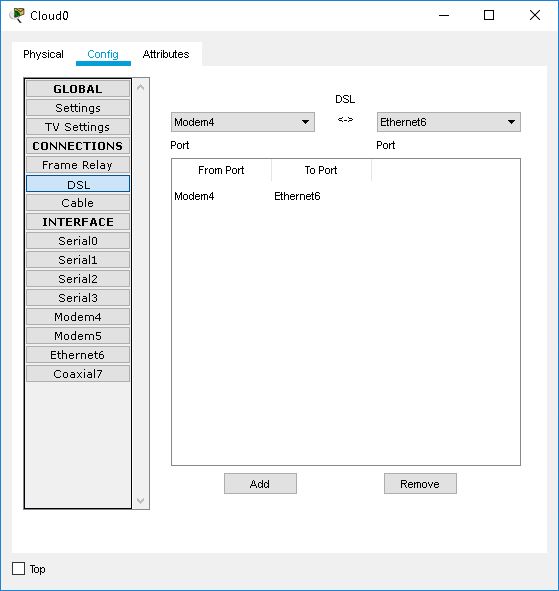 Cloud0
Physical Config Attributes
GLOBAL
Settings
TV Settings
CONNECTIONS
Frame Relay
DSL
Cable
INTERFACE
Serial0
Serial1
Serial2
Serial3
Modem4
Modem5
Ethernet6
Coaxial7
DSL
Modem4 <-> Ethernet6
Port Port
From Port To Port
Modem4 Ethernet6
Add Remove
Top